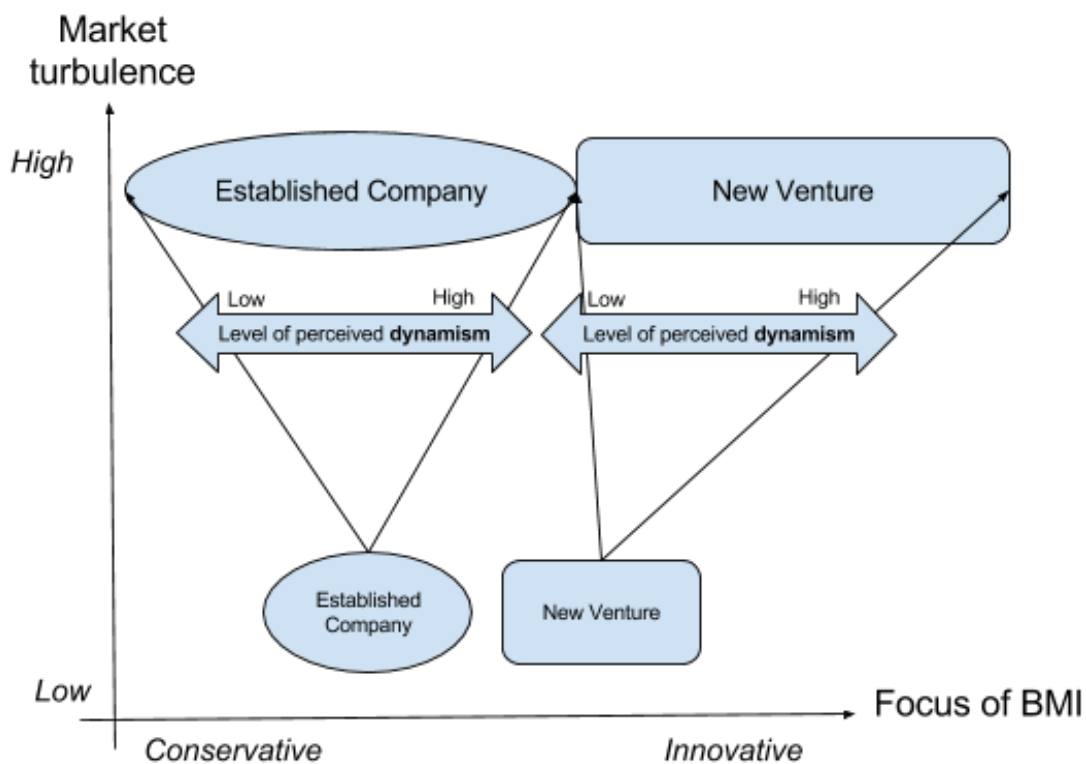 Market
turbulence
High
Established Company
New Venture
Low
High
Low
High
Level of perceived dynamism
Level of perceived dynamism
Established
Company
New Venture
Low
Focus of BMI
Conservative
Innovative